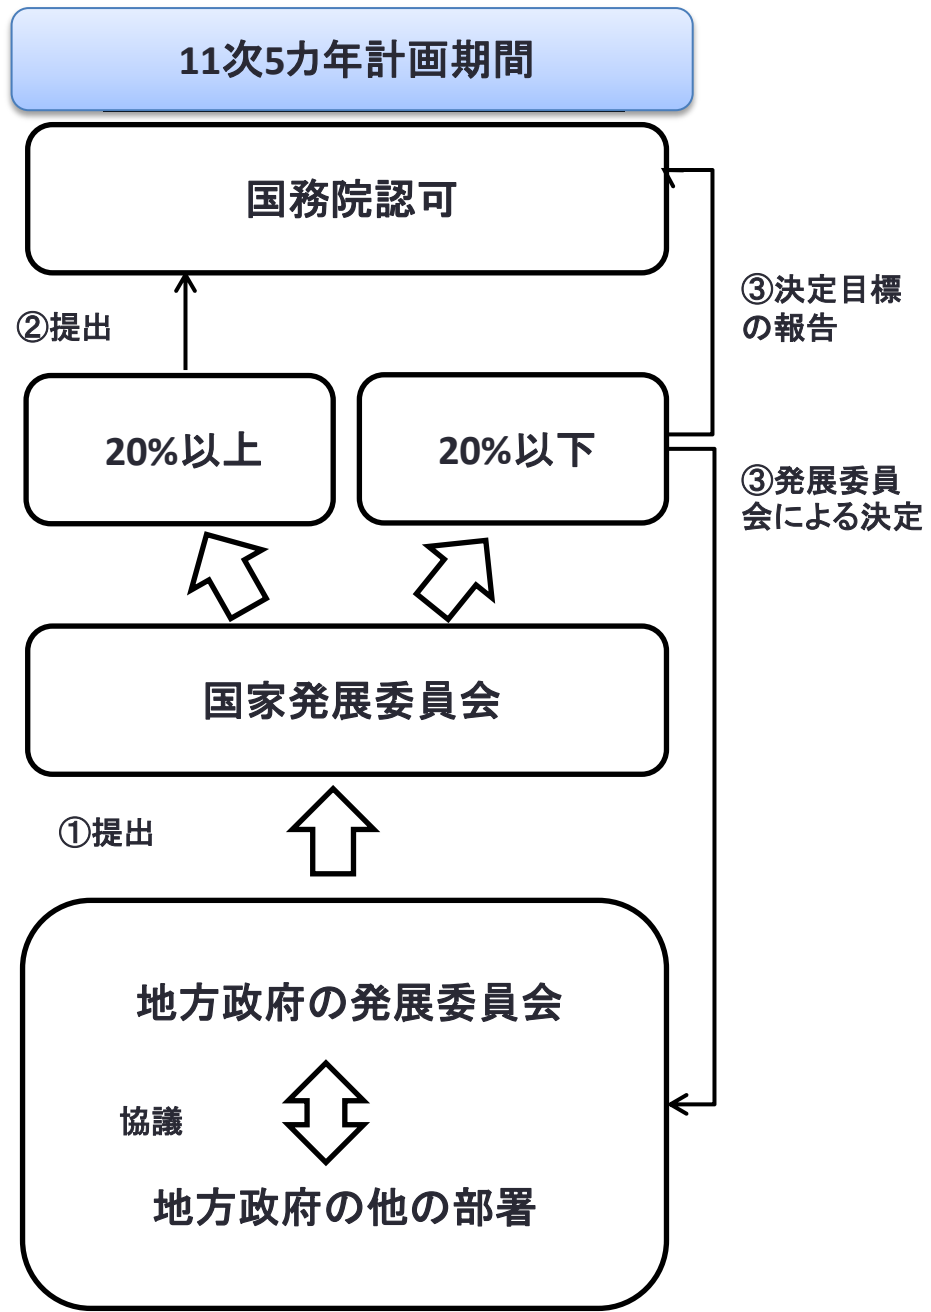 11次5カ年計画期間
国務院認可
③決定目標
の報告
②提出
20%以上
20%以下
③発展委員
会による決定
国家発展委員会
①提出
地方政府の発展委員会
協議
地方政府の他の部署